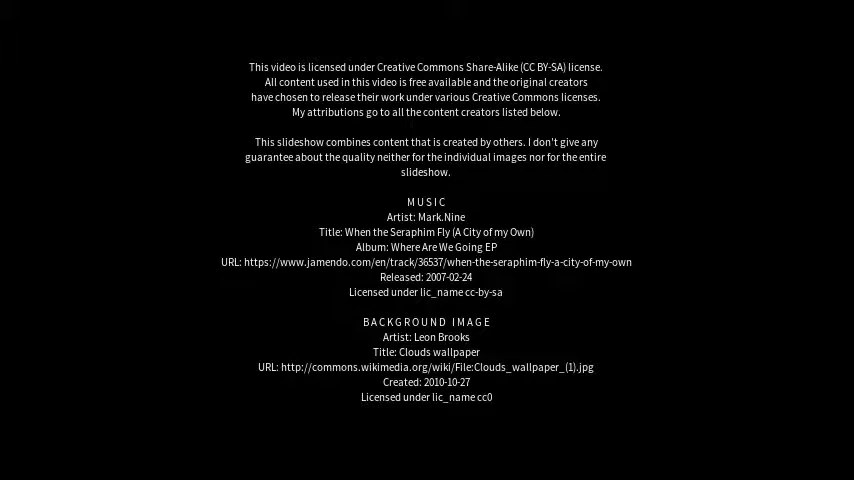 This video is licensed under Creative Commons Share-Alike (CC BY-SA) license.
All content used in this video is free available and the original creators
have chosen to release their work under various Creative Commons licenses.
My attributions go to all the content creators listed below.
This slideshow combines content that is created by others. I don't give any
guarantee about the quality neither for the individual images nor for the entire
slideshow.
MUSIC
Artist: Mark.Nine
Title: When the Seraphim Fly (A City of my Own)
Album: Where Are We Going EP
URL: https://www.jamendo.com/en/track/36537/when-the-seraphim-fly-a-city-of-my-own
Released: 2007-02-24
Licensed under lic_name cc-by-sa
BACKGROUND IMAGE
Artist: Leon Brooks
Title: Clouds wallpaper
URL: http://commons.wikimedia.org/wiki/File:Clouds_wallpaper_(1).jpg
Created: 2010-10-27
Licensed under lic_name cc0